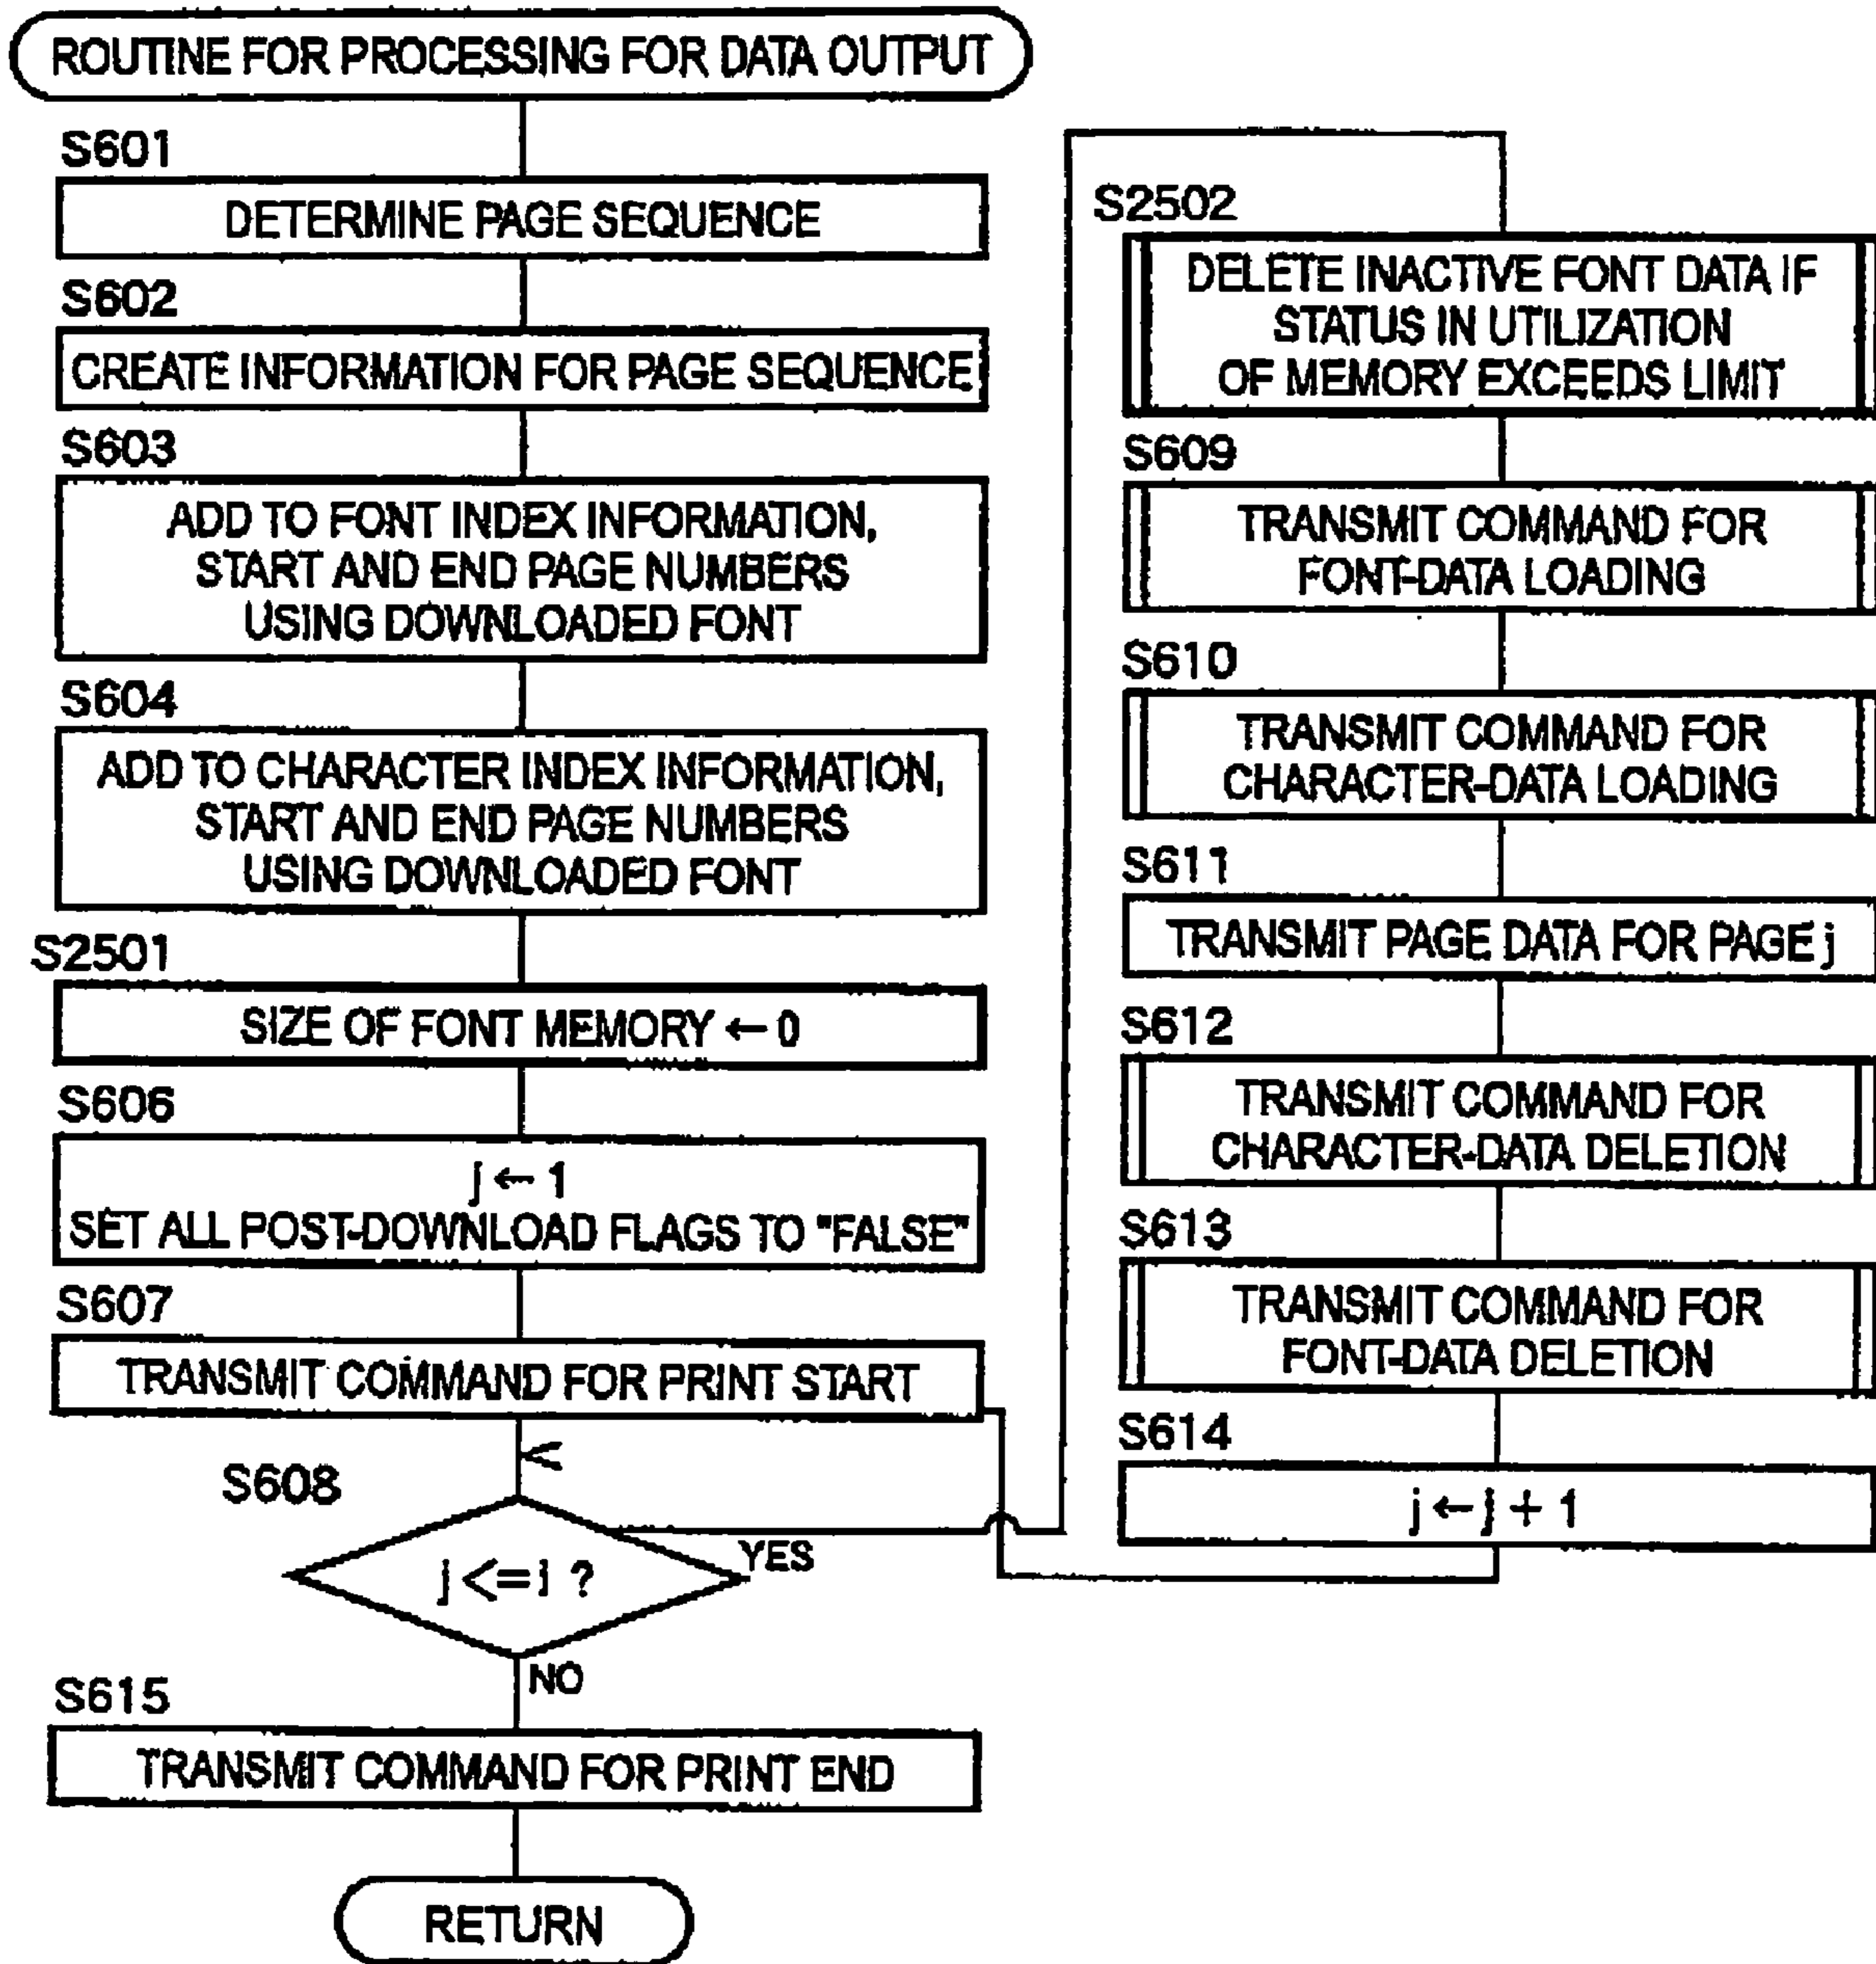 ROUTINE FOR PROCESSING FOR DATA OUTPUT
S601
DETERMINE PAGE SEQUENCE
S602
CREATE INFORMATION FOR PAGE SEQUENCE
S603
ADD TO FONT INDEX INFORMATION,
START AND END PAGE NUMBERS
USING DOWNLOADED FONT
S604
ADD TO CHARACTER INDEX INFORMATION,
START AND END PAGE NUMBERS
USING DOWNLOADED FONT
S2501
SIZE OF FONT MEMORY ← 0
S606
j ← 1
SET ALL POST-DOWNLOAD FLAGS TO "FALSE"
S607
TRANSMIT COMMAND FOR PRINT START
S608
j <= i ?
YES
NO
S615
TRANSMIT COMMAND FOR PRINT END
RETURN
S2502
DELETE INACTIVE FONT DATA IF
STATUS IN UTILIZATION
OF MEMORY EXCEEDS LIMIT
S609
TRANSMIT COMMAND FOR
FONT-DATA LOADING
S610
TRANSMIT COMMAND FOR
CHARACTER-DATA LOADING
S611
TRANSMIT PAGE DATA FOR PAGE j
S612
TRANSMIT COMMAND FOR
CHARACTER-DATA DELETION
S613
TRANSMIT COMMAND FOR
FONT-DATA DELETION
S614
j ← j + 1